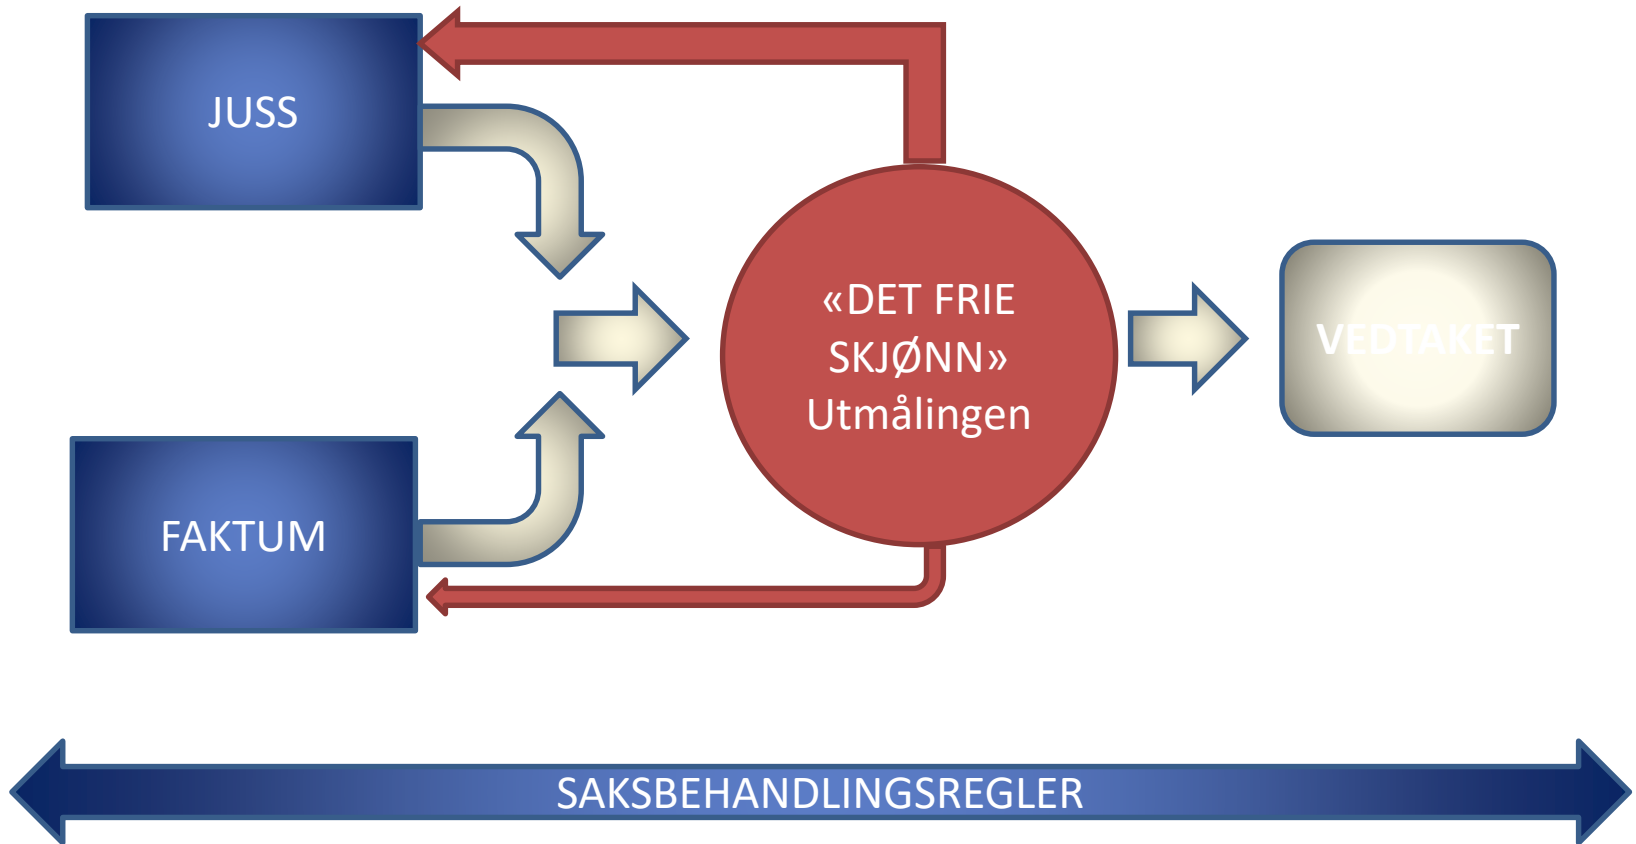 JUSS
«DET FRIE
SKJØNN»
Utmålingen
VEDTAKET
FAKTUM
SAKSBEHANDLINGSREGLER